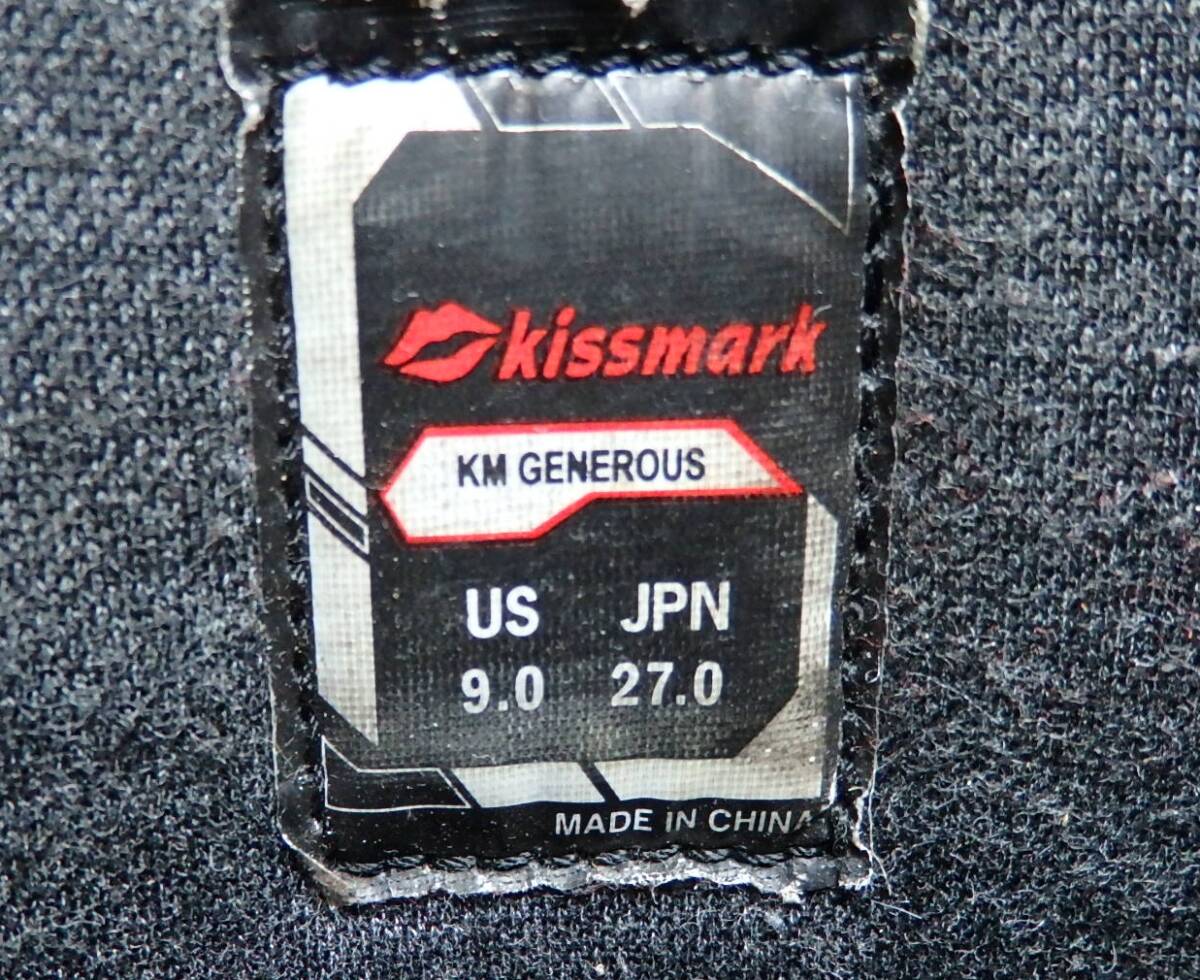 kissmark
KM GENEROUS
US JPN
9.0 27.0
MADE IN CHINA